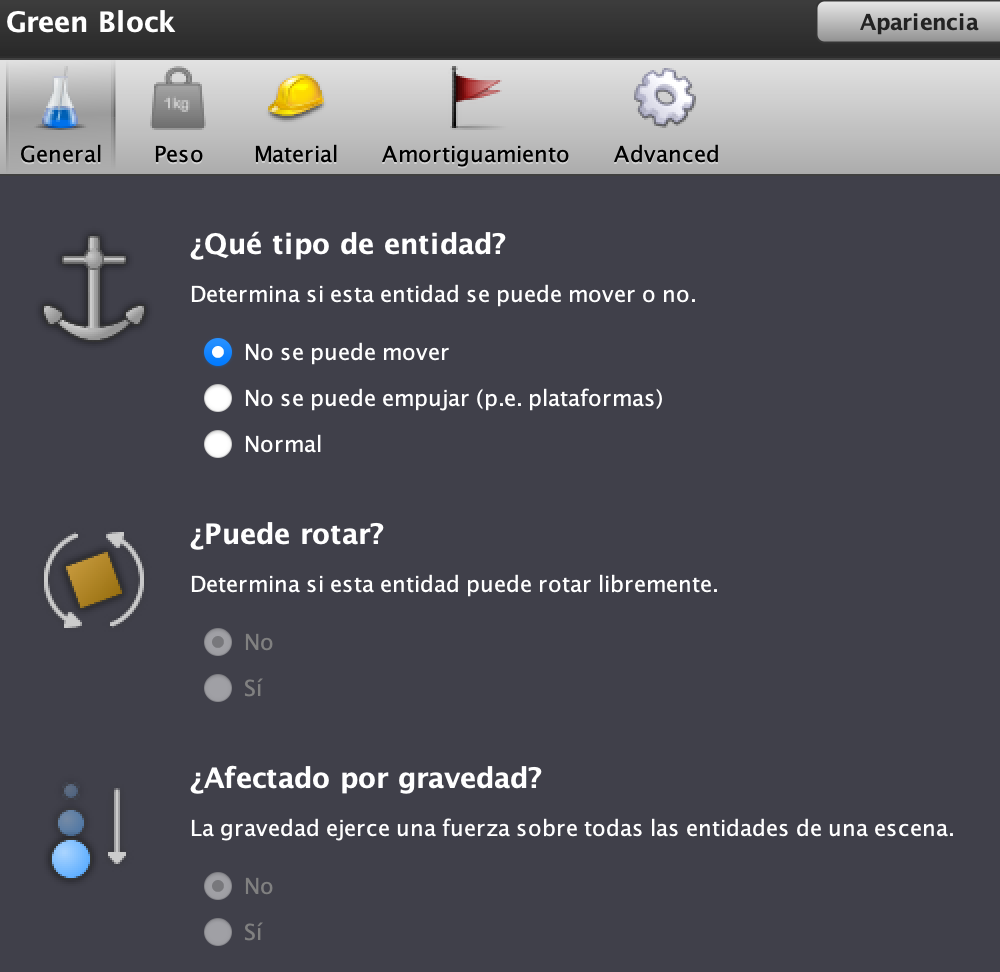 Green Block
Apariencia
1kg
General
Peso
Material
Amortiguamiento
Advanced
¿Qué tipo de entidad?
Determina si esta entidad se puede mover o no.
No se puede mover
No se puede empujar (p.e. plataformas)
Normal
¿Puede rotar?
Determina si esta entidad puede rotar libremente.
No
Sí
¿Afectado por gravedad?
La gravedad ejerce una fuerza sobre todas las entidades de una escena.
No
Sí